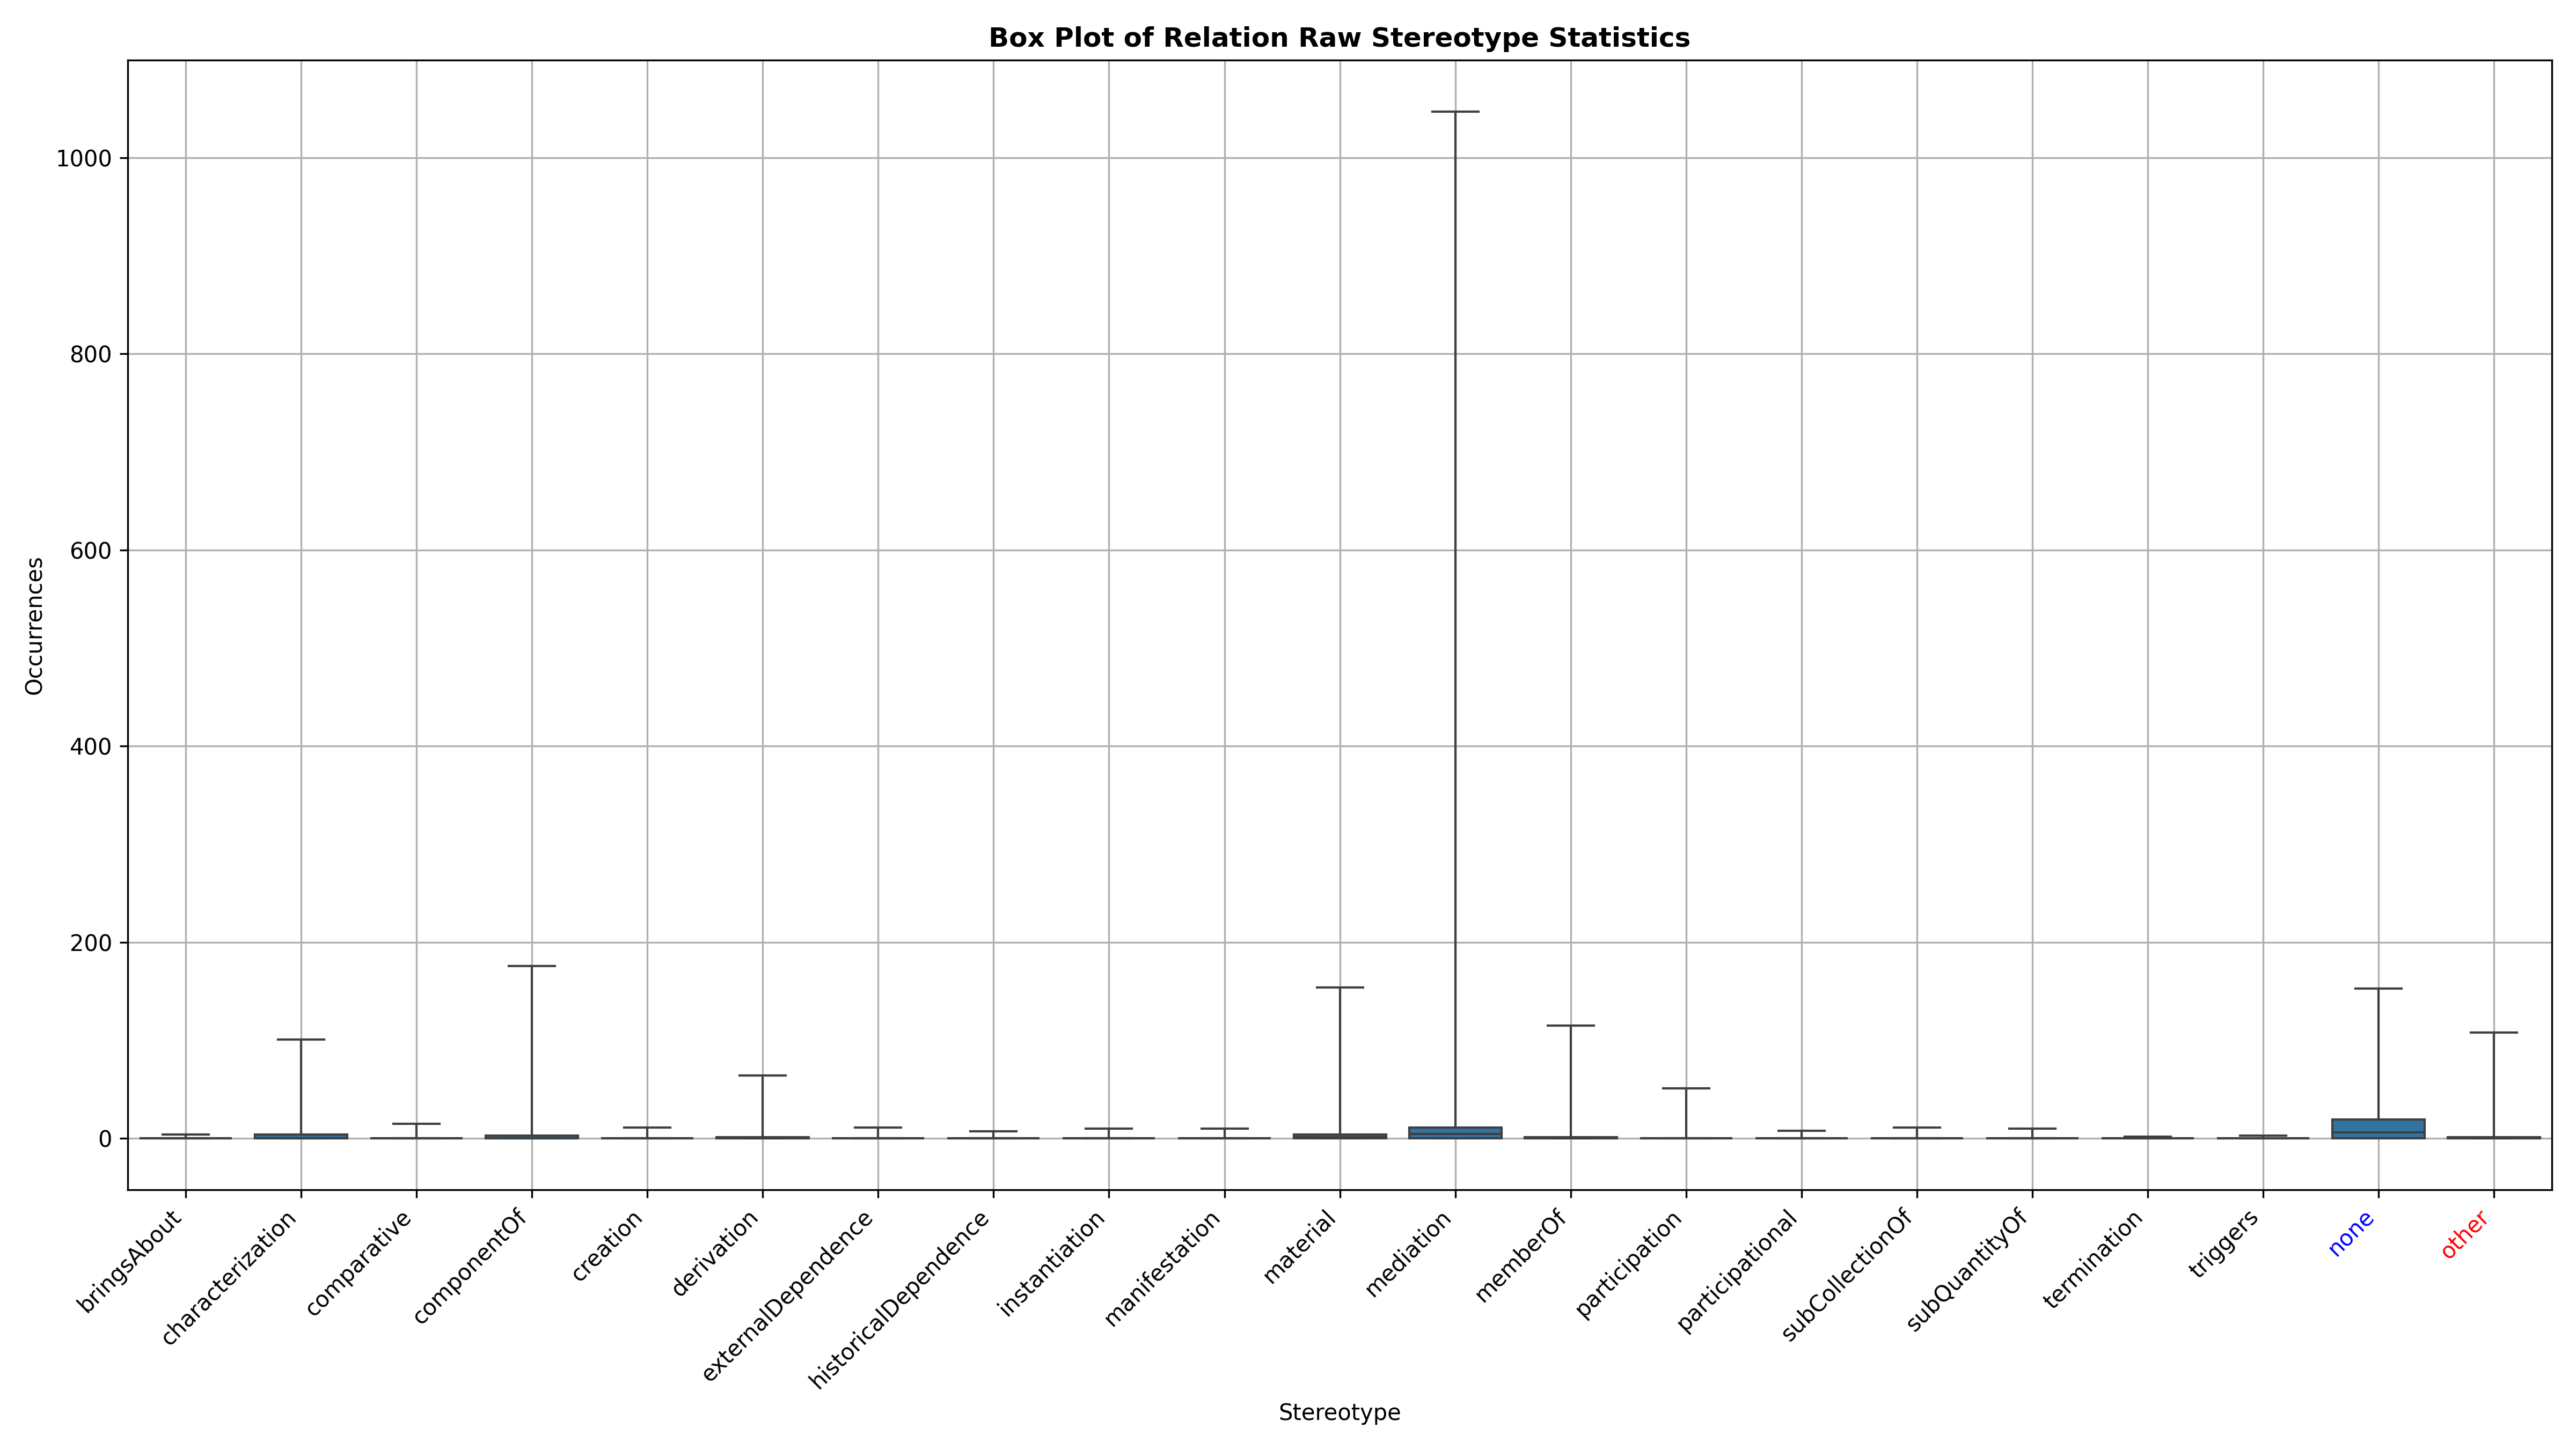 Box Plot of Relation Raw Stereotype Statistics
1000
800
600
400
200
0
Occurrences
bringsAbout
characterization
comparative
componentOf
creation
derivation
externalDependence
historicalDependence
instantiation
manifestation
material
mediation
memberOf
participation
participational
subCollectionOf
subQuantityOf
termination
triggers
none
other
Stereotype